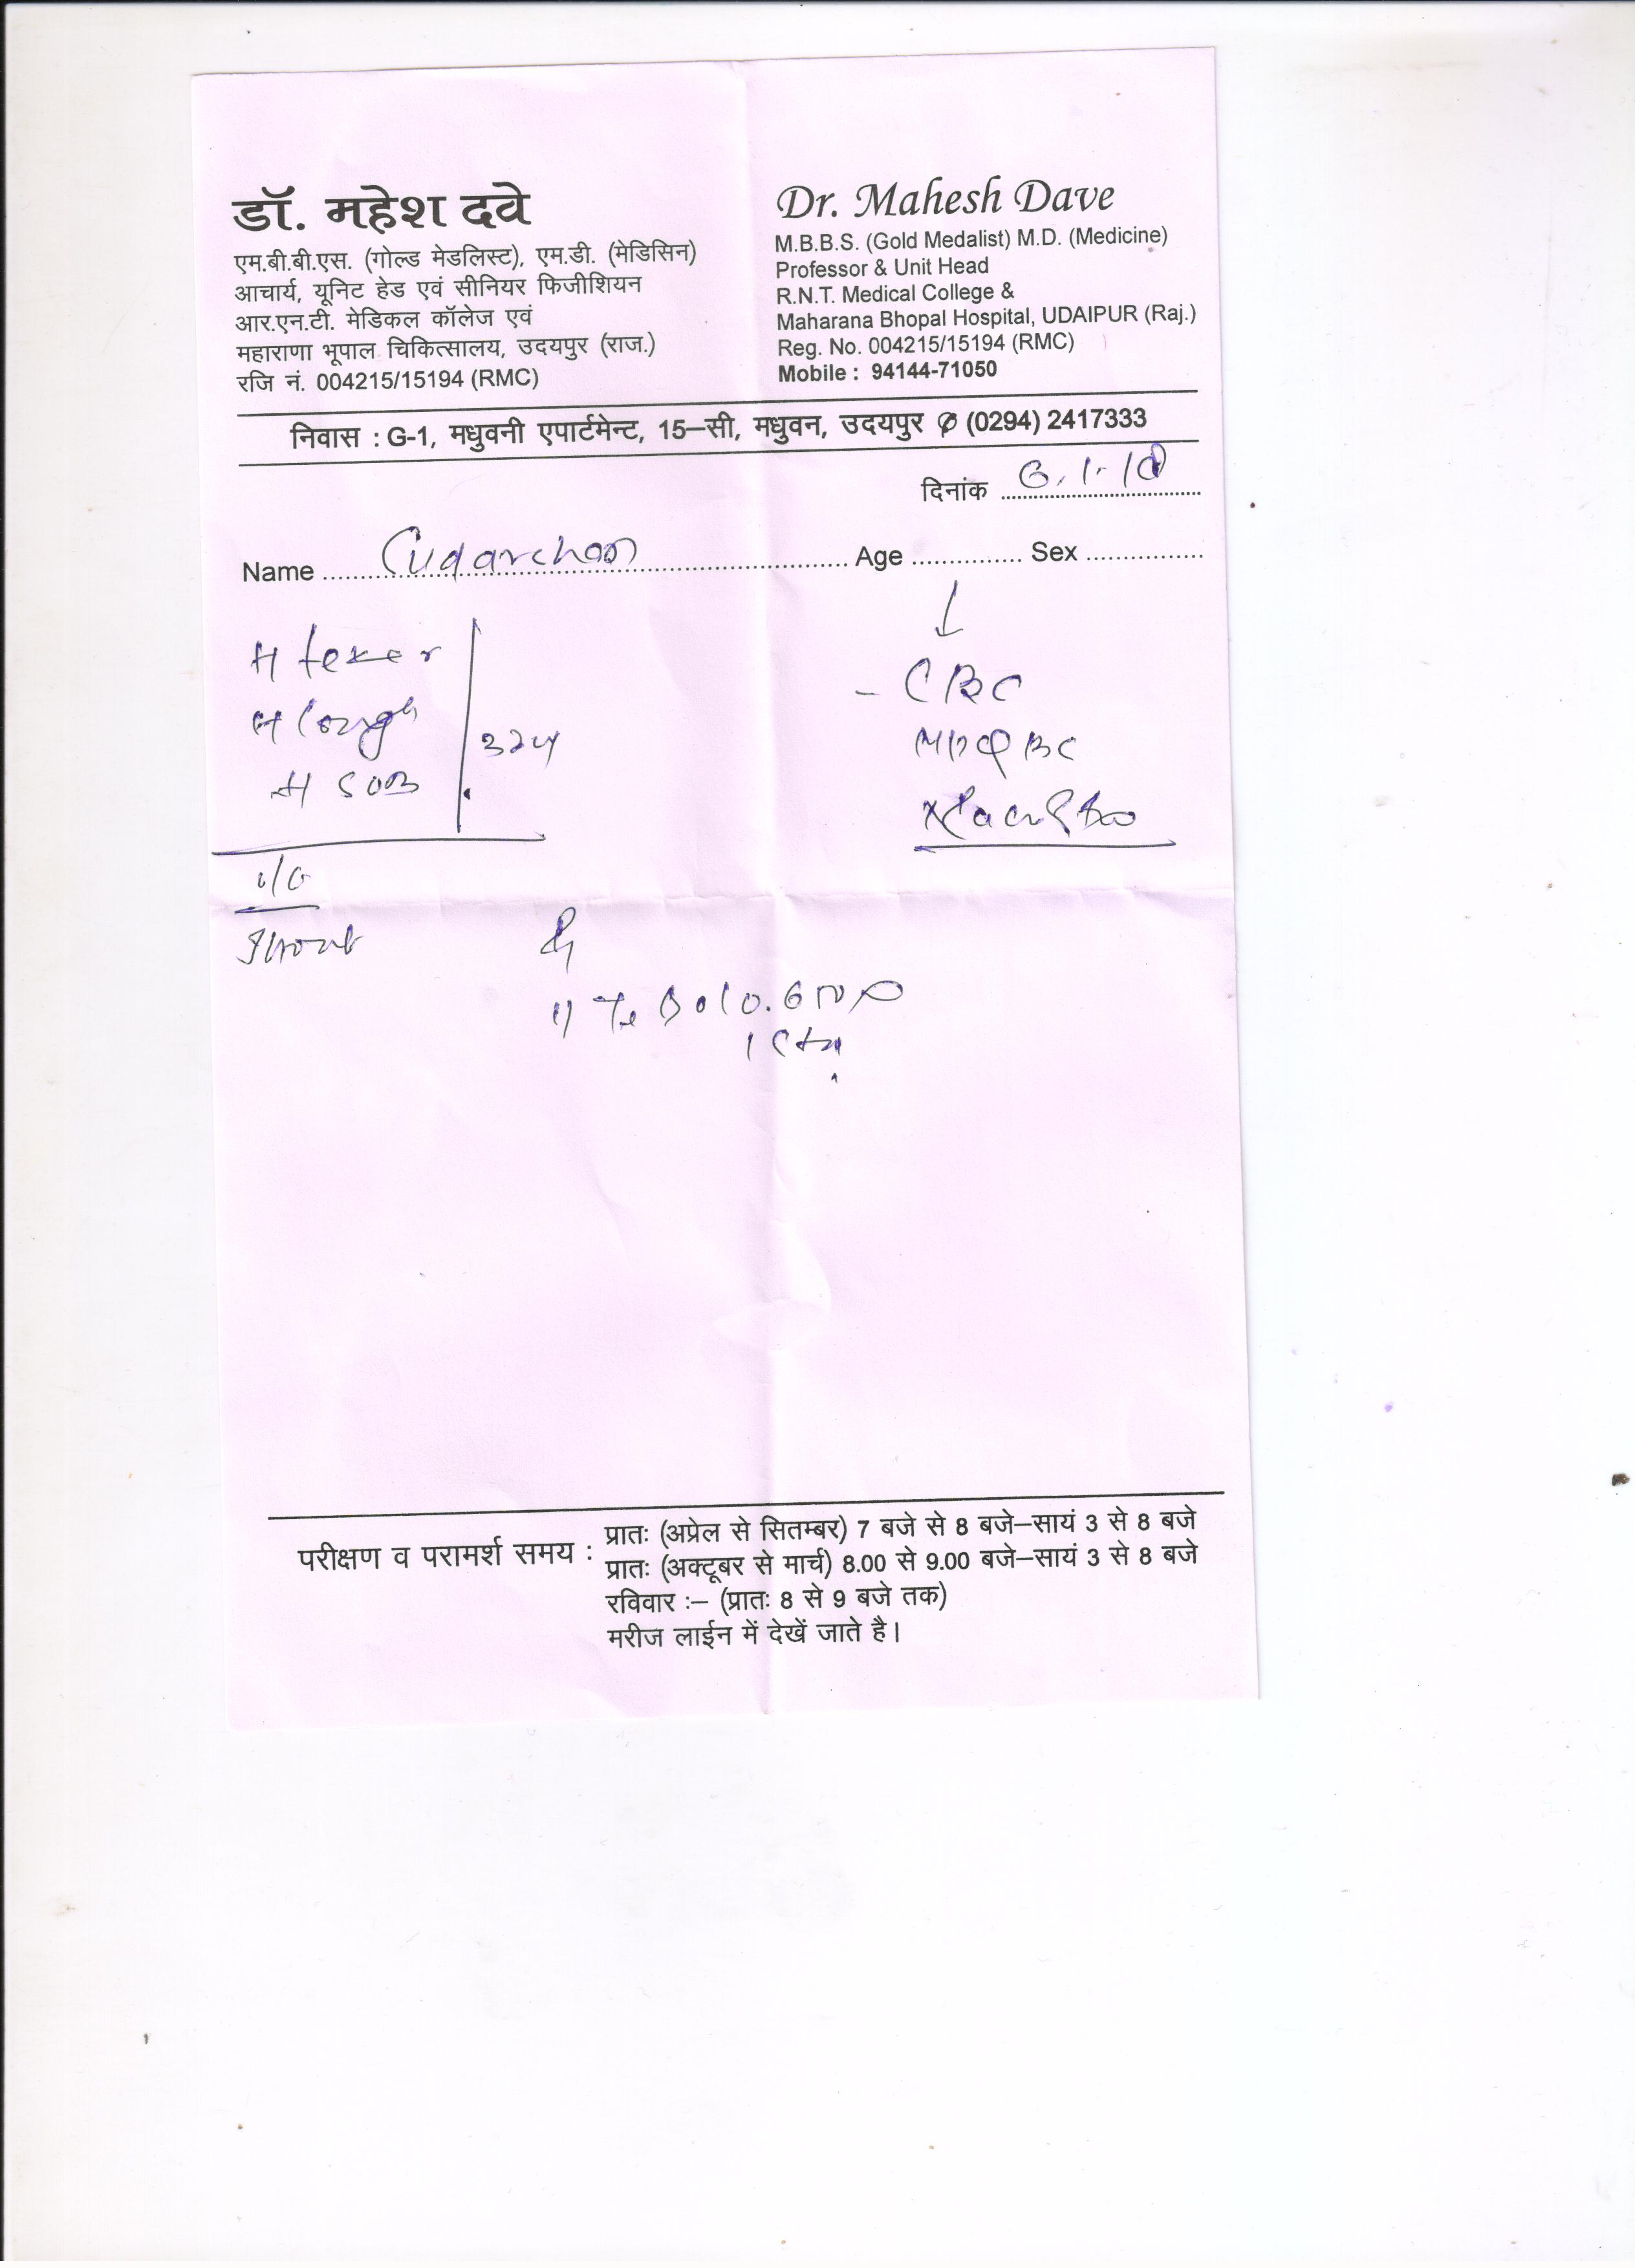 डॉ. महेश दवे
एम.बी.बी.एस. (गोल्ड मेडलिस्ट), एम.डी. (मेडिसिन)
आचार्य, यूनिट हेड एवं सीनियर फिजीशियन
आर.एन.टी. मेडिकल कॉलेज एवं
महाराणा भूपाल चिकित्सालय, उदयपुर (राज.)
रजि नं. 004215/15194 (RMC)
Dr. Mahesh Dave
M.B.B.S. (Gold Medalist) M.D. (Medicine)
Professor & Unit Head
R.N.T. Medical College &
Maharana Bhopal Hospital, UDAIPUR (Raj.)
Reg. No. 004215/15194 (RMC)
Mobile : 94144-71050
निवास : G-1, मधुवनी एपार्टमेन्ट, 15–सी, मधुवन, उदयपुर ✆ (0294) 2417333
दिनांक
Name Age Sex
fever
Cough
SOB
CBC
परीक्षण व परामर्श समय :
प्रातः (अप्रेल से सितम्बर) 7 बजे से 8 बजे–सायं 3 से 8 बजे
प्रातः (अक्टूबर से मार्च) 8.00 से 9.00 बजे–सायं 3 से 8 बजे
रविवार :– (प्रातः 8 से 9 बजे तक)
मरीज लाईन में देखें जाते है।